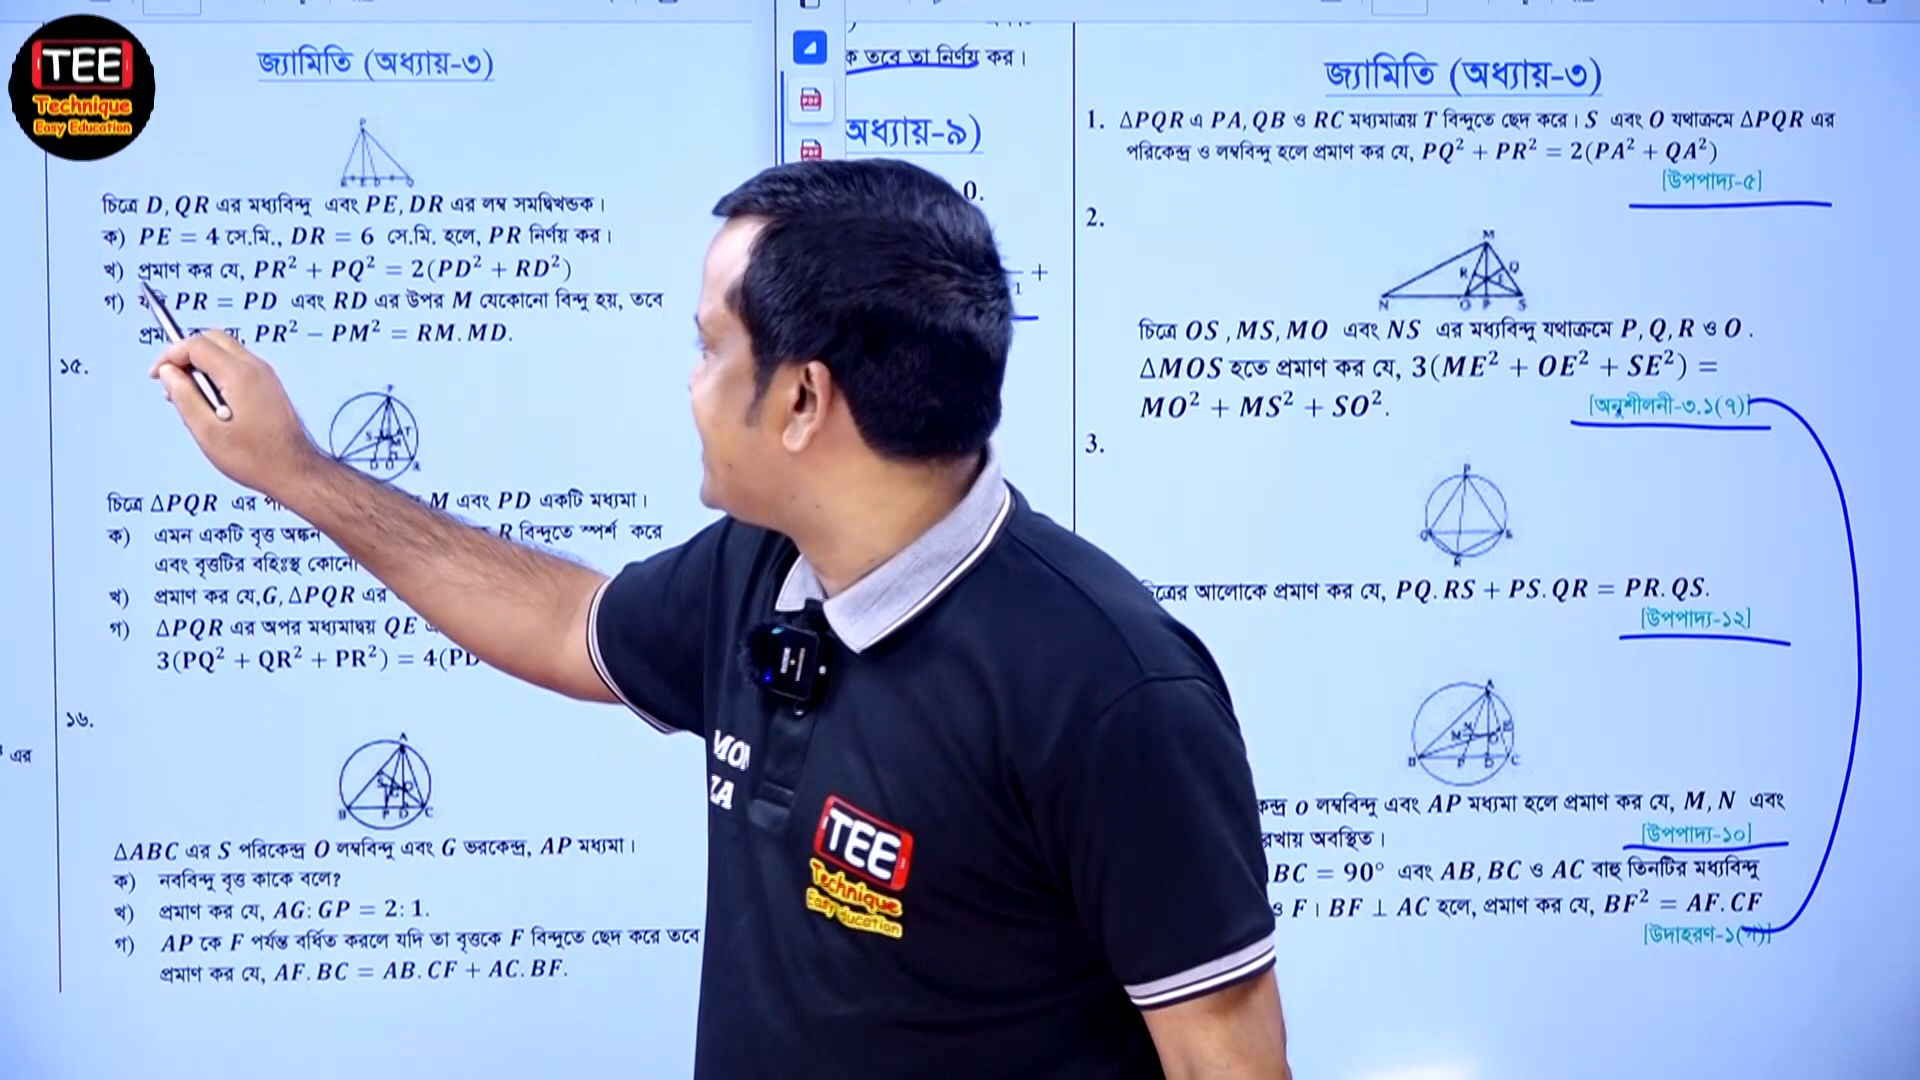 TEE
Technique
Easy Education
জ্যামিতি (অধ্যায়-৩)
চিত্রে D, QR এর মধ্যবিন্দু এবং PE, DR এর লম্ব সমদ্বিখন্ডক।
ক) PE = 4 সে.মি., DR = 6 সে.মি. হলে, PR নির্ণয় কর।
খ) প্রমাণ কর যে, PR² + PQ² = 2(PD² + RD²)
গ) PR = PD এবং RD এর উপর M যেকোনো বিন্দু হয়, তবে
PR² − PM² = RM.MD.
১৫.
চিত্রে ΔPQR এর M এবং PD একটি মধ্যমা।
ক) এমন একটি বৃত্ত অঙ্কন R বিন্দুতে স্পর্শ করে
এবং বৃত্তটির বহিঃস্থ কোনো
খ) প্রমাণ কর যে,G, ΔPQR এর
গ) ΔPQR এর অপর মধ্যমাদ্বয় QE
3(PQ² + QR² + PR²) = 4(PD
১৬.
এর
ΔABC এর S পরিকেন্দ্র O লম্ববিন্দু এবং G ভরকেন্দ্র, AP মধ্যমা।
ক) নববিন্দু বৃত্ত কাকে বলে?
খ) প্রমাণ কর যে, AG: GP = 2: 1.
গ) AP কে F পর্যন্ত বর্ধিত করলে যদি তা বৃত্তকে F বিন্দুতে ছেদ করে তবে
প্রমাণ কর যে, AF. BC = AB. CF + AC. BF.
ক তবে তা নির্ণয় কর।
অধ্যায়-৯)
0.
জ্যামিতি (অধ্যায়-৩)
1. ΔPQR এ PA, QB ও RC মধ্যমাত্রয় T বিন্দুতে ছেদ করে। S এবং O যথাক্রমে ΔPQR এর
পরিকেন্দ্র ও লম্ববিন্দু হলে প্রমাণ কর যে, PQ² + PR² = 2(PA² + QA²)
[উপপাদ্য-৫]
2.
চিত্রে OS , MS, MO এবং NS এর মধ্যবিন্দু যথাক্রমে P, Q, R ও O .
ΔMOS হতে প্রমাণ কর যে, 3(ME² + OE² + SE²) =
MO² + MS² + SO².
[অনুশীলনী-৩.১(৭)]
3.
চিত্রের আলোকে প্রমাণ কর যে, PQ. RS + PS. QR = PR. QS.
[উপপাদ্য-১২]
O লম্ববিন্দু এবং AP মধ্যমা হলে প্রমাণ কর যে, M, N এবং
অবস্থিত।
[উপপাদ্য-১০]
BC = 90° এবং AB, BC ও AC বাহু তিনটির মধ্যবিন্দু
ও F। BF ⊥ AC হলে, প্রমাণ কর যে, BF² = AF. CF
[উদাহরণ-১(গ)]
TEE
Technique
Easy Education